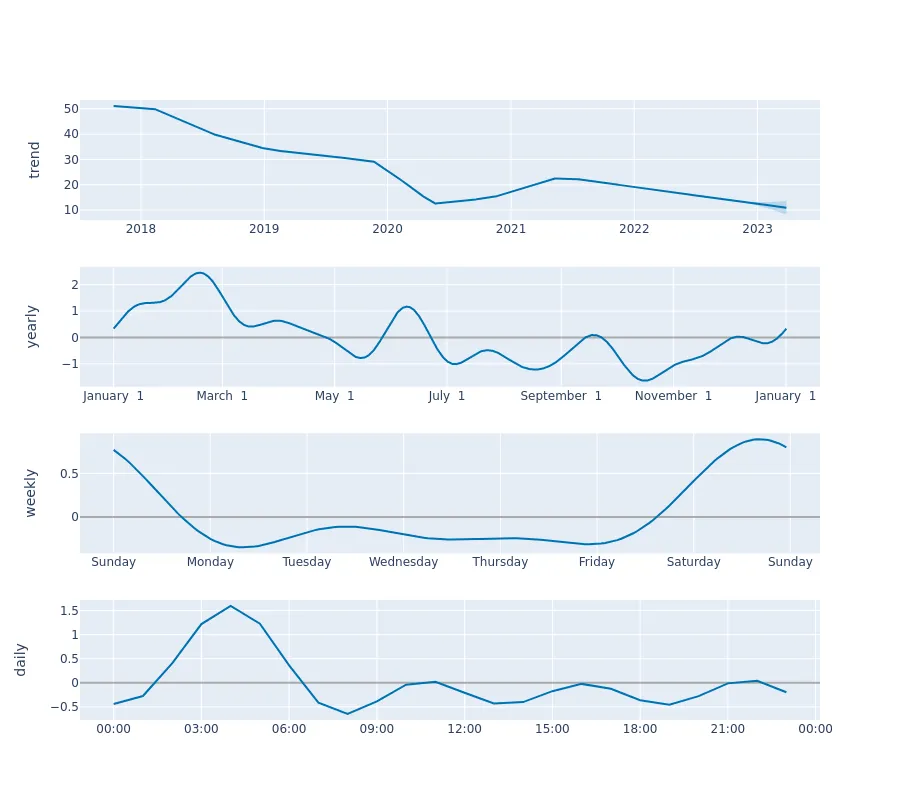 trend
50
40
30
20
10
2018 2019 2020 2021 2022 2023
yearly
2
1
0
−1
January 1 March 1 May 1 July 1 September 1 November 1 January 1
weekly
0.5
0
Sunday Monday Tuesday Wednesday Thursday Friday Saturday Sunday
daily
1.5
1
0.5
0
−0.5
00:00 03:00 06:00 09:00 12:00 15:00 18:00 21:00 00:00